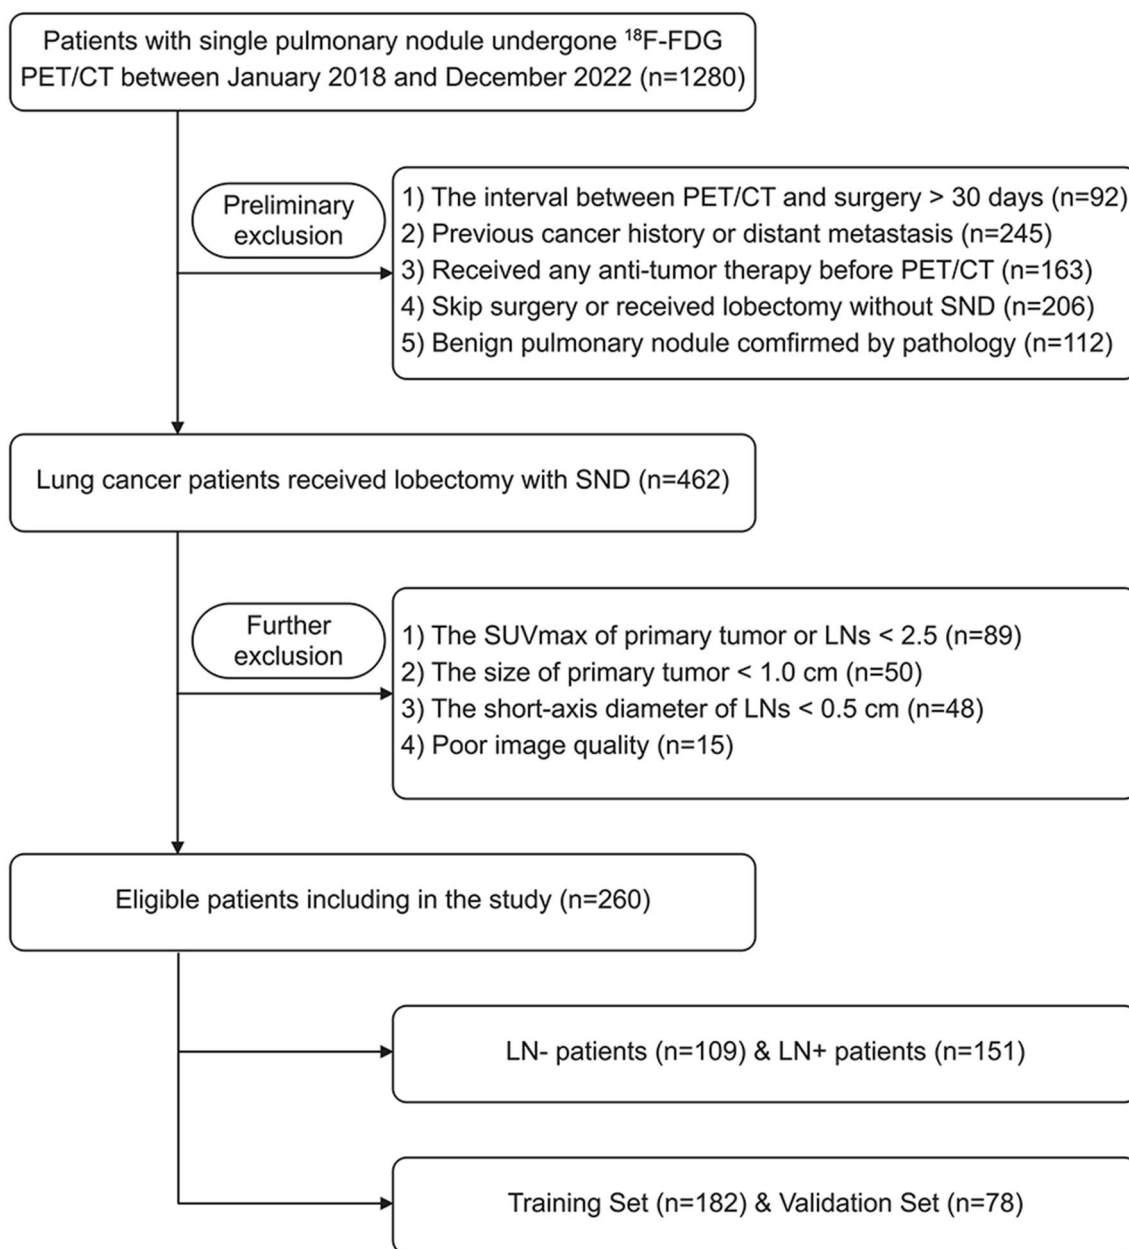 Patients with single pulmonary nodule undergone ¹⁸F-FDG
PET/CT between January 2018 and December 2022 (n=1280)
Preliminary
exclusion
1) The interval between PET/CT and surgery > 30 days (n=92)
2) Previous cancer history or distant metastasis (n=245)
3) Received any anti-tumor therapy before PET/CT (n=163)
4) Skip surgery or received lobectomy without SND (n=206)
5) Benign pulmonary nodule comfirmed by pathology (n=112)
Lung cancer patients received lobectomy with SND (n=462)
Further
exclusion
1) The SUVmax of primary tumor or LNs < 2.5 (n=89)
2) The size of primary tumor < 1.0 cm (n=50)
3) The short-axis diameter of LNs < 0.5 cm (n=48)
4) Poor image quality (n=15)
Eligible patients including in the study (n=260)
LN- patients (n=109) & LN+ patients (n=151)
Training Set (n=182) & Validation Set (n=78)